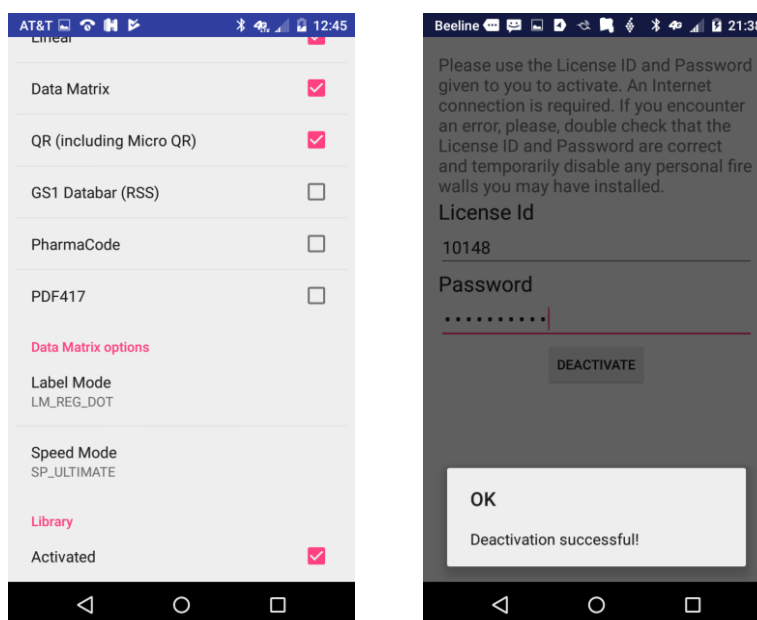 AT&T 12:45
Linear
Data Matrix
QR (including Micro QR)
GS1 Databar (RSS)
PharmaCode
PDF417
Data Matrix options
Label Mode
LM_REG_DOT
Speed Mode
SP_ULTIMATE
Library
Activated
Beeline 21:38
Please use the License ID and Password
given to you to activate. An Internet
connection is required. If you encounter
an error, please, double check that the
License ID and Password are correct
and temporarily disable any personal fire
walls you may have installed.
License Id
10148
Password
DEACTIVATE
OK
Deactivation successful!